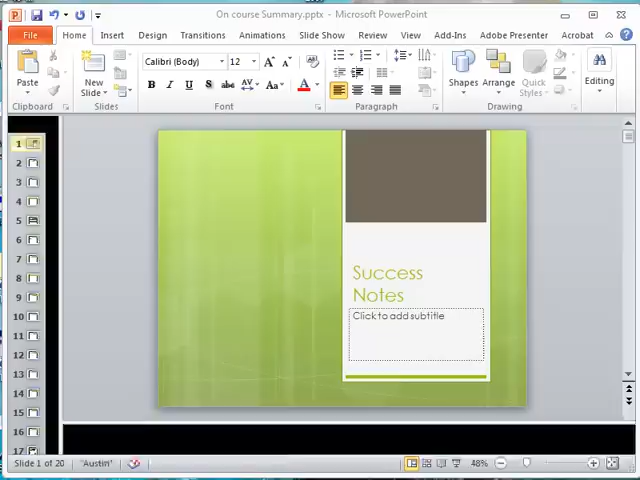 On course Summary.pptx - Microsoft PowerPoint
File Home Insert Design Transitions Animations Slide Show Review View Add-Ins Adobe Presenter Acrobat
Paste
New
Slide
Calibri (Body) 12
B I U S abc AV Aa A
Shapes Arrange Quick
Styles
Editing
Clipboard Slides Font Paragraph Drawing
1
2
3
4
5
6
7
8
9
10
11
12
13
14
15
16
17
Success
Notes
Click to add subtitle
Slide 1 of 20 "Austin" 48%